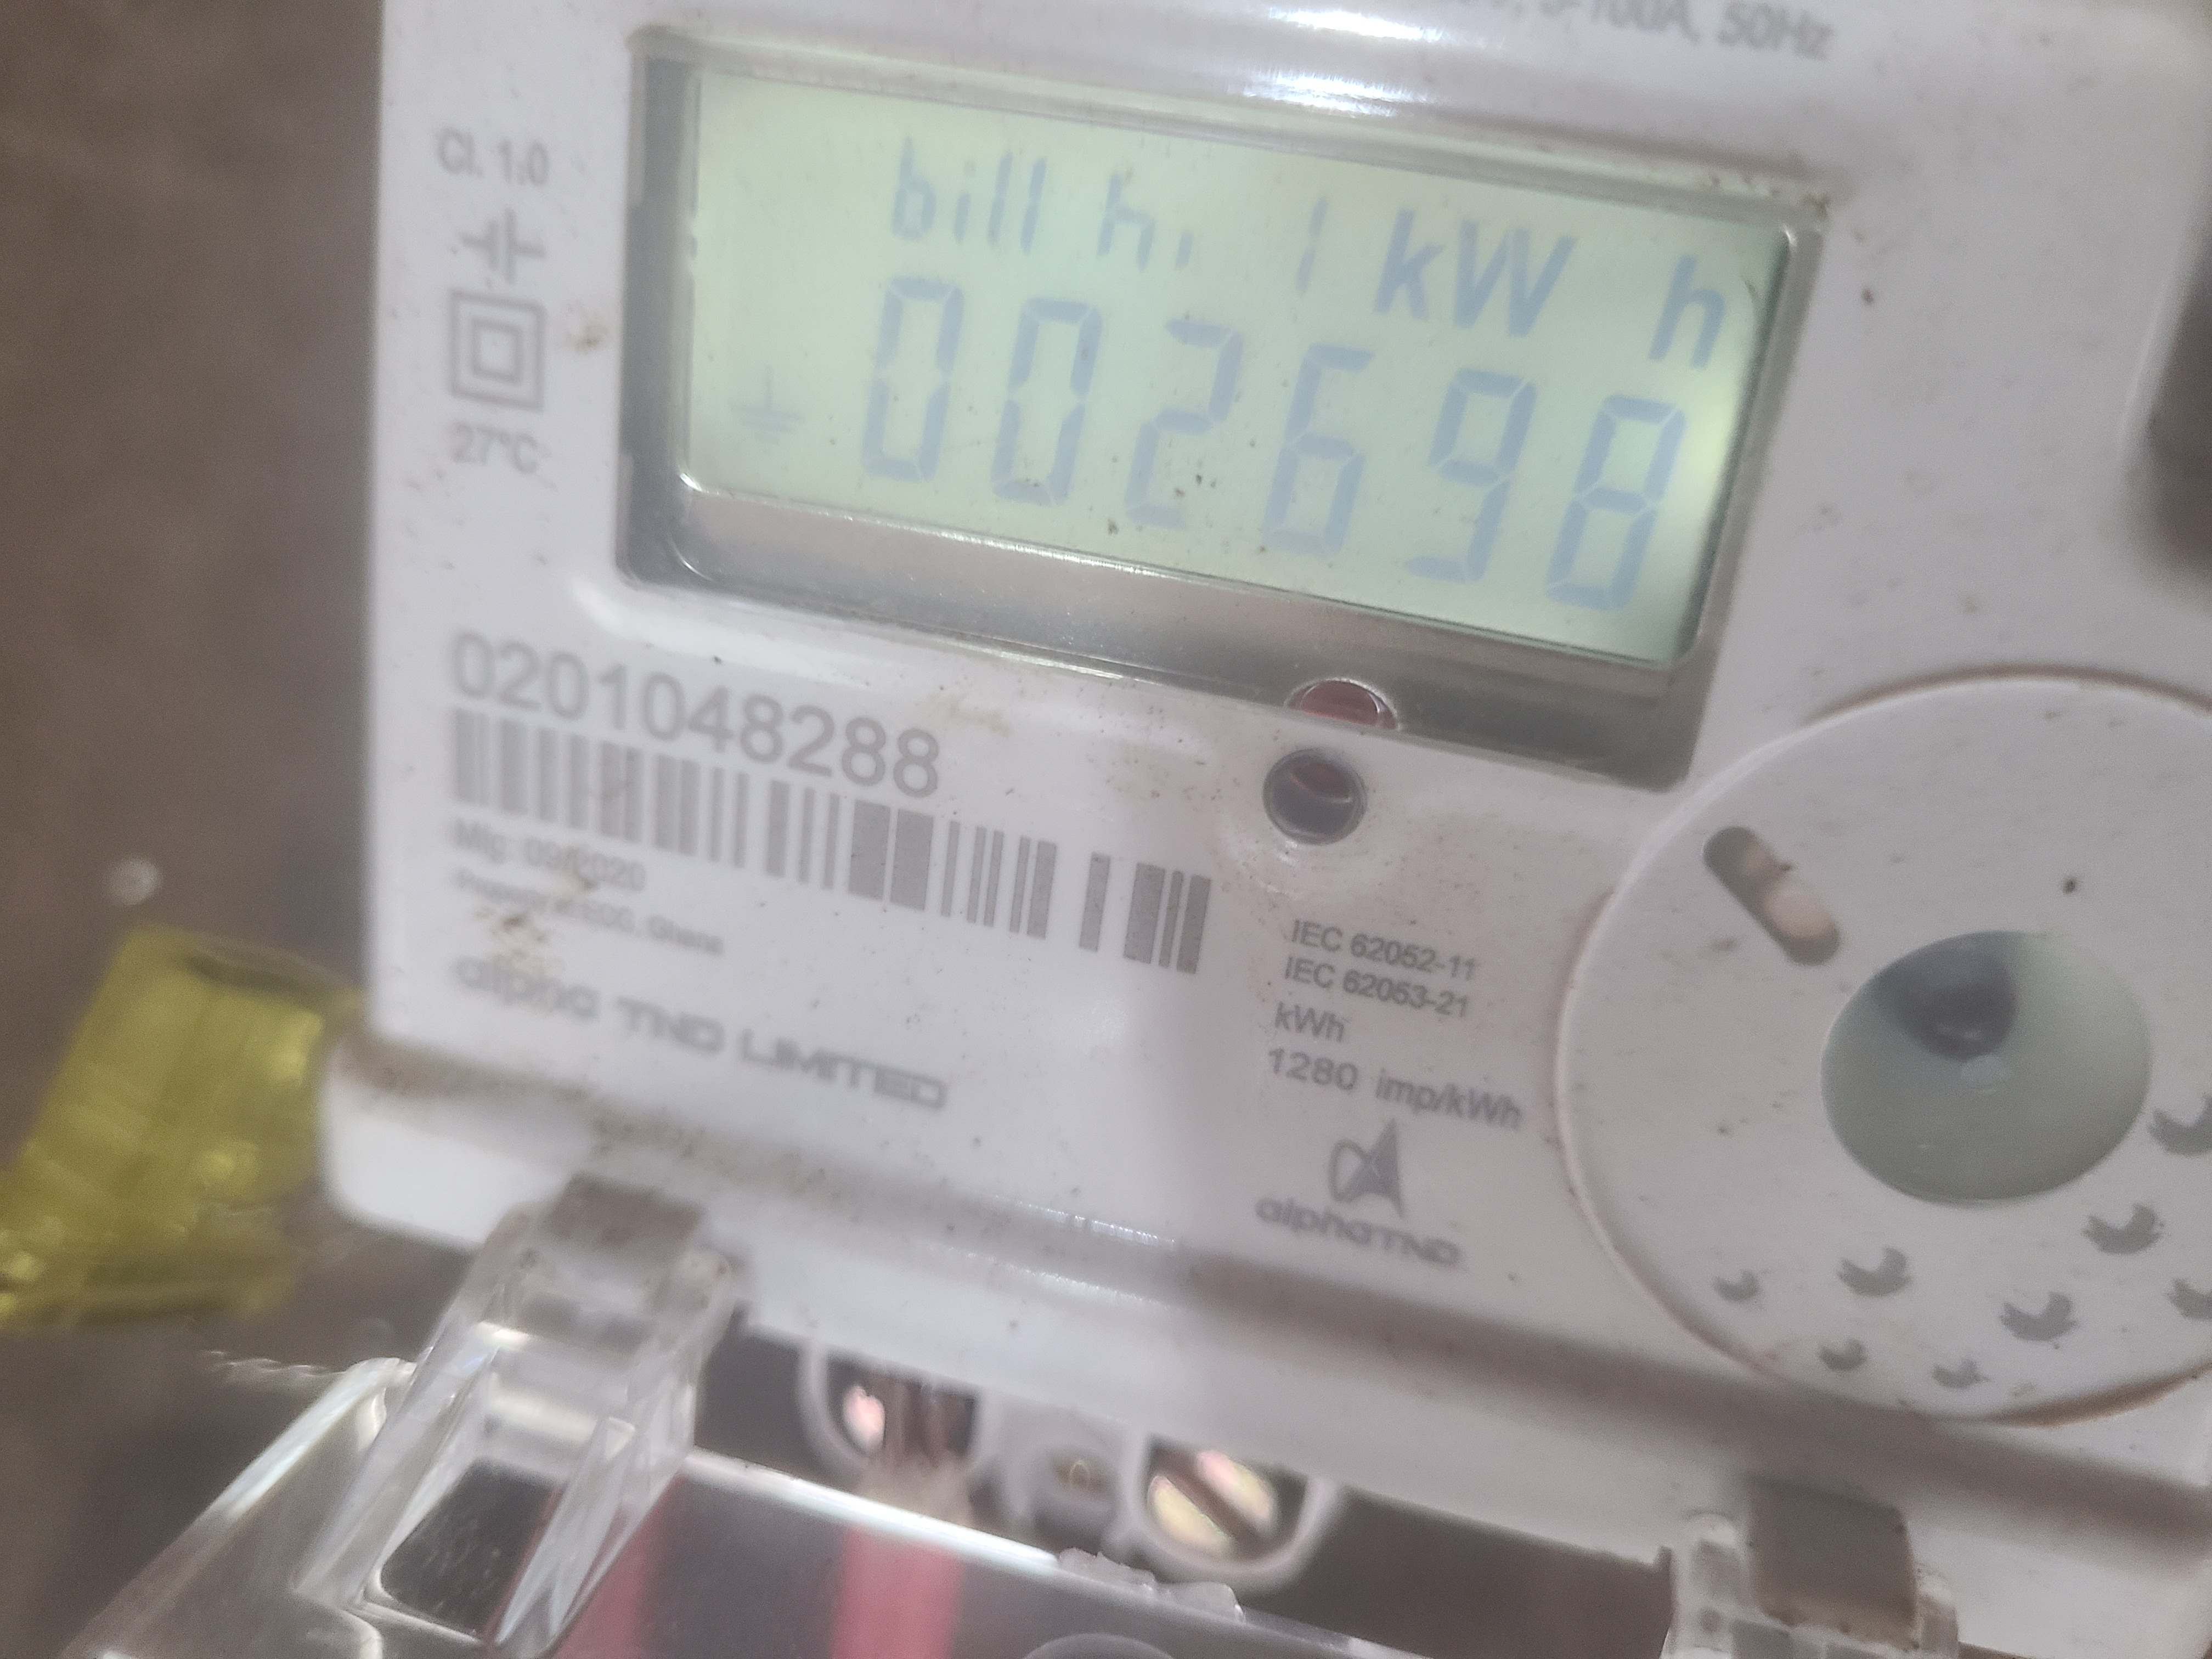 Cl. 1.0
27°C
bill h' 1 kWh
002698
02010488288
alpha TND LIMITED
IEC 62052-11
IEC 62053-21
kWh
1280 imp/kWh
alphaTND
50Hz